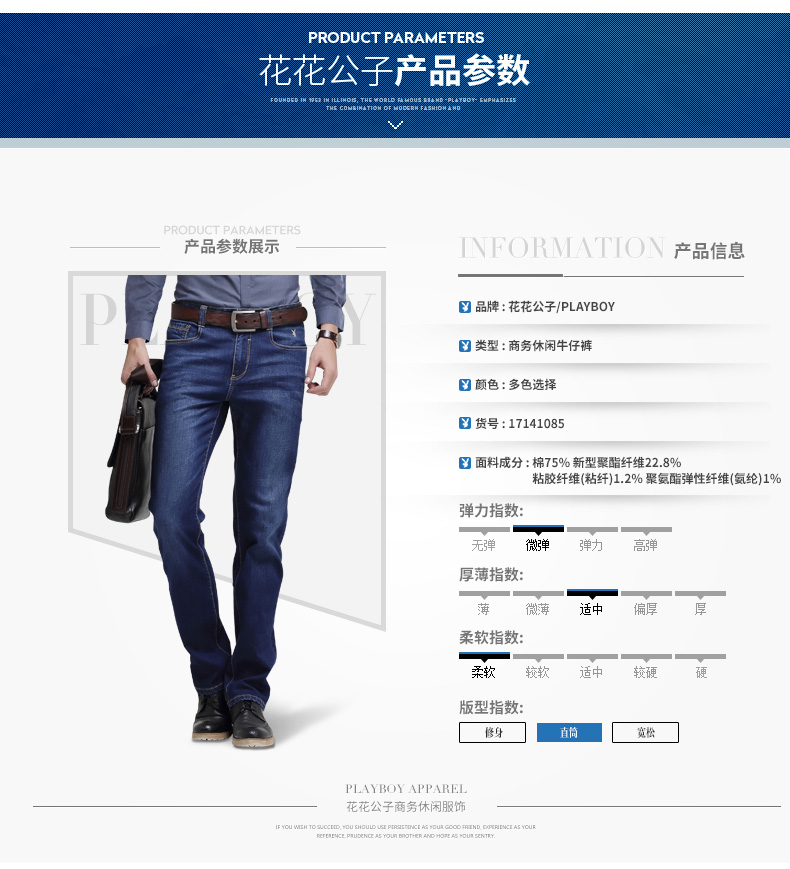 PRODUCT PARAMETERS
花花公子产品参数
FOUNDED IN 1953 IN ILLINOIS, THE WORLD FAMOUS BRAND "PLAYBOY" EMPHASIZES
THE COMBINATION OF MODERN FASHION AND
PRODUCT PARAMETERS
产品参数展示
INFORMATION 产品信息
品牌 : 花花公子/PLAYBOY
类型 : 商务休闲牛仔裤
颜色 : 多色选择
货号 : 17141085
面料成分 : 棉75% 新型聚酯纤维22.8%
粘胶纤维(粘纤)1.2% 聚氨酯弹性纤维(氨纶)1%
弹力指数:
无弹 微弹 弹力 高弹
厚薄指数:
薄 微薄 适中 偏厚 厚
柔软指数:
柔软 较软 适中 较硬 硬
版型指数:
修身 直筒 宽松
PLAYBOY APPAREL
花花公子商务休闲服饰
IF YOU WISH TO SUCCEED, YOU SHOULD USE PERSISTENCE AS YOUR GOOD FRIEND, EXPERIENCE AS YOUR
REFERENCE, PRUDENCE AS YOUR BROTHER AND HOPE AS YOUR SENTRY.